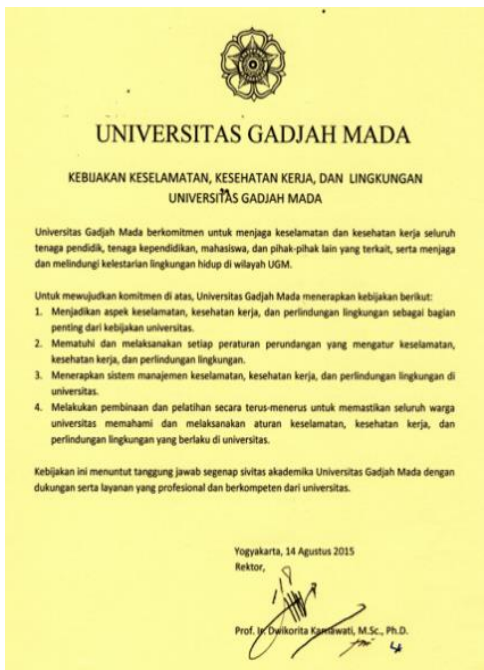 UNIVERSITAS GADJAH MADA
KEBIJAKAN KESELAMATAN, KESEHATAN KERJA, DAN LINGKUNGAN
UNIVERSITAS GADJAH MADA
Universitas Gadjah Mada berkomitmen untuk menjaga keselamatan dan kesehatan kerja seluruh
tenaga pendidik, tenaga kependidikan, mahasiswa, dan pihak-pihak lain yang terkait, serta menjaga
dan melindungi kelestarian lingkungan hidup di wilayah UGM.
Untuk mewujudkan komitmen di atas, Universitas Gadjah Mada menerapkan kebijakan berikut:
1. Menjadikan aspek keselamatan, kesehatan kerja, dan perlindungan lingkungan sebagai bagian
penting dari kebijakan universitas.
2. Mematuhi dan melaksanakan setiap peraturan perundangan yang mengatur keselamatan,
kesehatan kerja, dan perlindungan lingkungan.
3. Menerapkan sistem manajemen keselamatan, kesehatan kerja, dan perlindungan lingkungan di
universitas.
4. Melakukan pembinaan dan pelatihan secara terus-menerus untuk memastikan seluruh warga
universitas memahami dan melaksanakan aturan keselamatan, kesehatan kerja, dan
perlindungan lingkungan yang berlaku di universitas.
Kebijakan ini menuntut tanggung jawab segenap sivitas akademika Universitas Gadjah Mada dengan
dukungan serta layanan yang profesional dan berkompeten dari universitas.
Yogyakarta, 14 Agustus 2015
Rektor,
Prof. Ir. Dwikorita Karnawati, M.Sc., Ph.D.